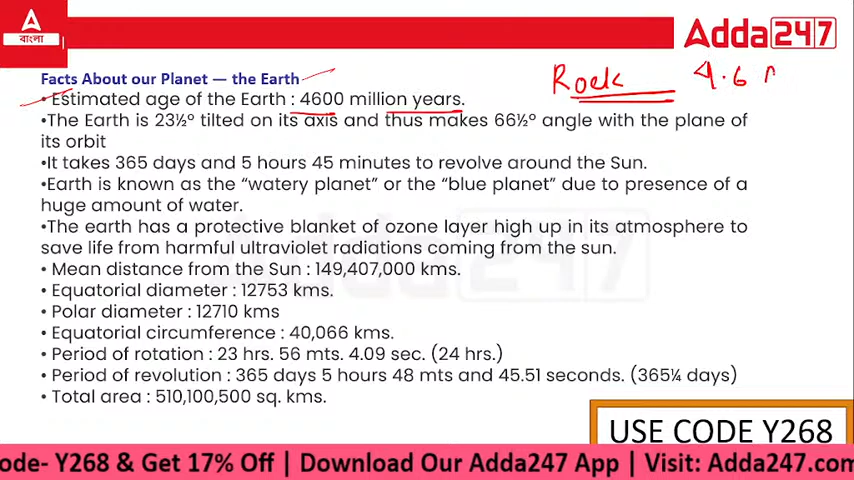 বাংলা
Adda247
Facts About our Planet — the Earth
Rock 4.6
• Estimated age of the Earth : 4600 million years.
•The Earth is 23½° tilted on its axis and thus makes 66½° angle with the plane of
its orbit
•It takes 365 days and 5 hours 45 minutes to revolve around the Sun.
•Earth is known as the “watery planet” or the “blue planet” due to presence of a
huge amount of water.
•The earth has a protective blanket of ozone layer high up in its atmosphere to
save life from harmful ultraviolet radiations coming from the sun.
• Mean distance from the Sun : 149,407,000 kms.
• Equatorial diameter : 12753 kms.
• Polar diameter : 12710 kms
• Equatorial circumference : 40,066 kms.
• Period of rotation : 23 hrs. 56 mts. 4.09 sec. (24 hrs.)
• Period of revolution : 365 days 5 hours 48 mts and 45.51 seconds. (365¼ days)
• Total area : 510,100,500 sq. kms.
USE CODE Y268
ode- Y268 & Get 17% Off | Download Our Adda247 App | Visit: Adda247.com